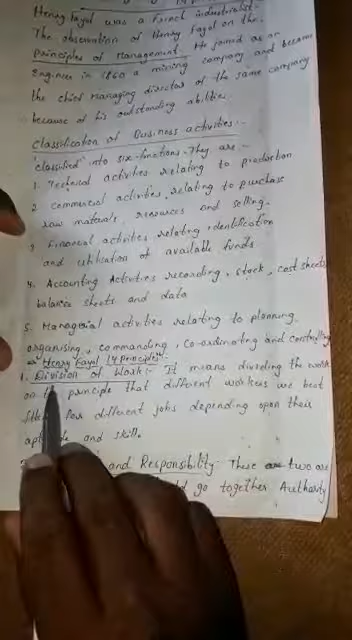 Henry Fayol was a French industrialist.
The observation of Henry Fayol on the
Principles of Management. He joined as an
Engineer in 1860 a mining company and became
the chief Managing director of the same company
because of his outstanding abilities.
Classification of Business activities:-
"classified" into six functions. They are -
1. Technical activities relating to production
2. Commercial activities relating to purchase
raw materials, resources and selling.
3. Financial activities relating identification
and utilisation of available funds
4. Accounting Activities recording, stock, cost sheets
balance sheets and data
5. Managerial activities relating to planning.
organising, commanding, co-ordinating and controlling
Henry Fayol 14 principles:-
1. Division of Work:- It means dividing the work
on principle that different workers are best
for different jobs depending upon their
and skill.
and Responsibility: These are two are
go together Authority